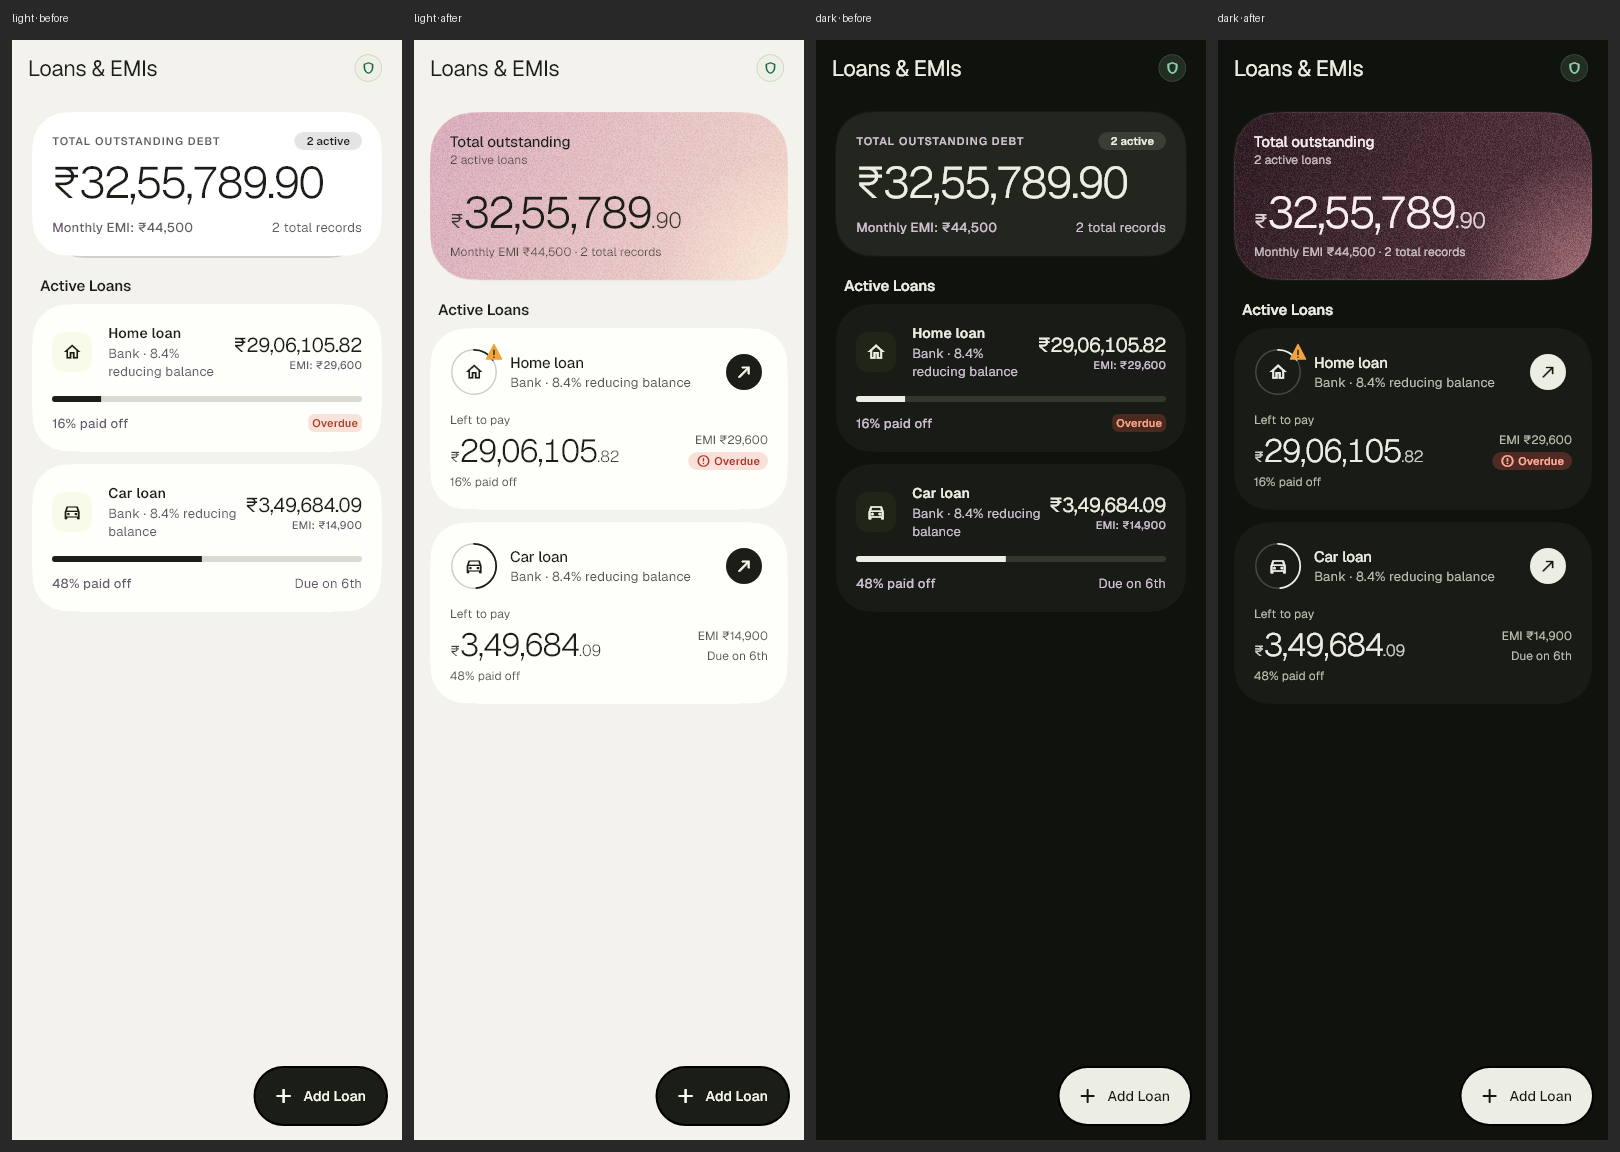 light·before
Loans & EMIs
TOTAL OUTSTANDING DEBT
2 active
₹32,55,789.90
Monthly EMI: ₹44,500
2 total records
Active Loans
Home loan
Bank · 8.4%
reducing balance
₹29,06,105.82
EMI: ₹29,600
16% paid off
Overdue
Car loan
Bank · 8.4% reducing
balance
₹3,49,684.09
EMI: ₹14,900
48% paid off
Due on 6th
+ Add Loan
light·after
Loans & EMIs
Total outstanding
2 active loans
₹32,55,789.90
Monthly EMI ₹44,500 · 2 total records
Active Loans
Home loan
Bank · 8.4% reducing balance
Left to pay
₹29,06,105.82
EMI ₹29,600
Overdue
16% paid off
Car loan
Bank · 8.4% reducing balance
Left to pay
₹3,49,684.09
EMI ₹14,900
Due on 6th
48% paid off
+ Add Loan
dark·before
Loans & EMIs
TOTAL OUTSTANDING DEBT
2 active
₹32,55,789.90
Monthly EMI: ₹44,500
2 total records
Active Loans
Home loan
Bank · 8.4%
reducing balance
₹29,06,105.82
EMI: ₹29,600
16% paid off
Overdue
Car loan
Bank · 8.4% reducing
balance
₹3,49,684.09
EMI: ₹14,900
48% paid off
Due on 6th
+ Add Loan
dark·after
Loans & EMIs
Total outstanding
2 active loans
₹32,55,789.90
Monthly EMI ₹44,500 · 2 total records
Active Loans
Home loan
Bank · 8.4% reducing balance
Left to pay
₹29,06,105.82
EMI ₹29,600
Overdue
16% paid off
Car loan
Bank · 8.4% reducing balance
Left to pay
₹3,49,684.09
EMI ₹14,900
Due on 6th
48% paid off
+ Add Loan